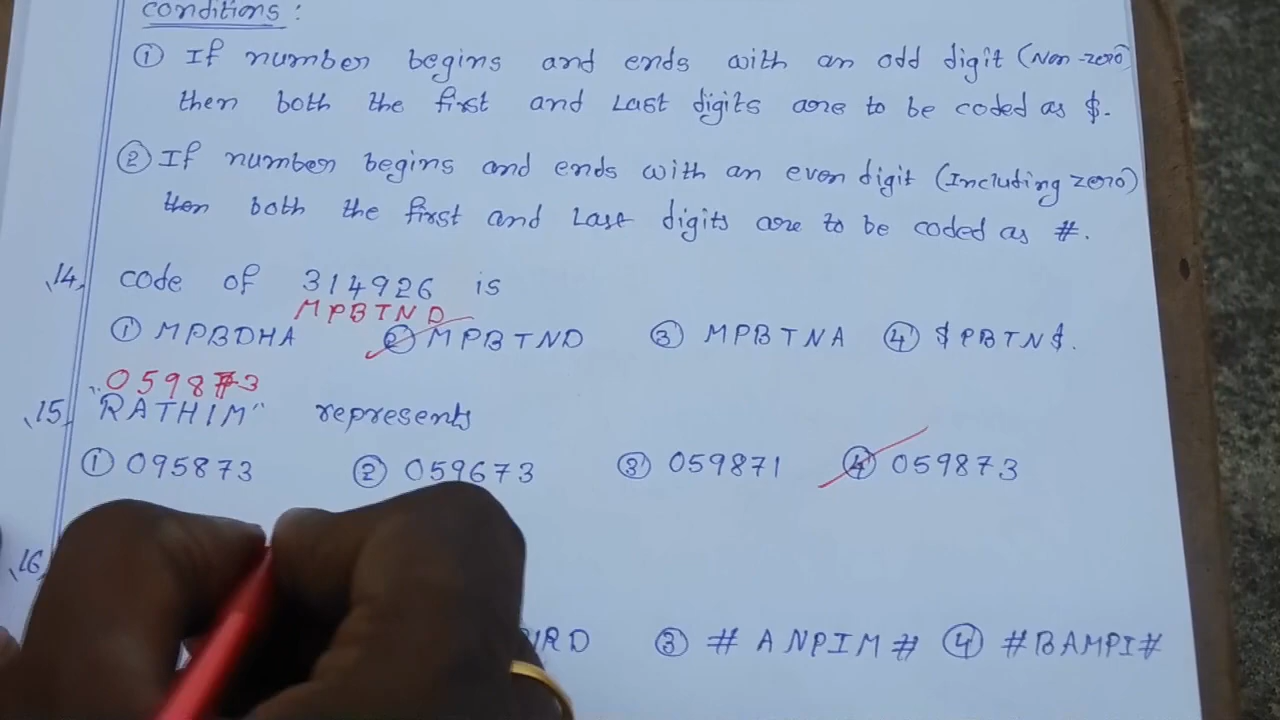 conditions :
① If number begins and ends with an odd digit (Non-zero)
then both the first and Last digits are to be coded as $.
② If number begins and ends with an even digit (Including zero)
then both the first and Last digits are to be coded as #.
14, code of 314926 is
MPBTND
① MPBDHA ② MPBTND ③ MPBTNA ④ $PBTN$.
059873
15, "RATHIM" represents
① 095873 ② 059673 ③ 059871 ④ 059873
16,
IRD ③ #ANPIM# ④ #BAMPI#